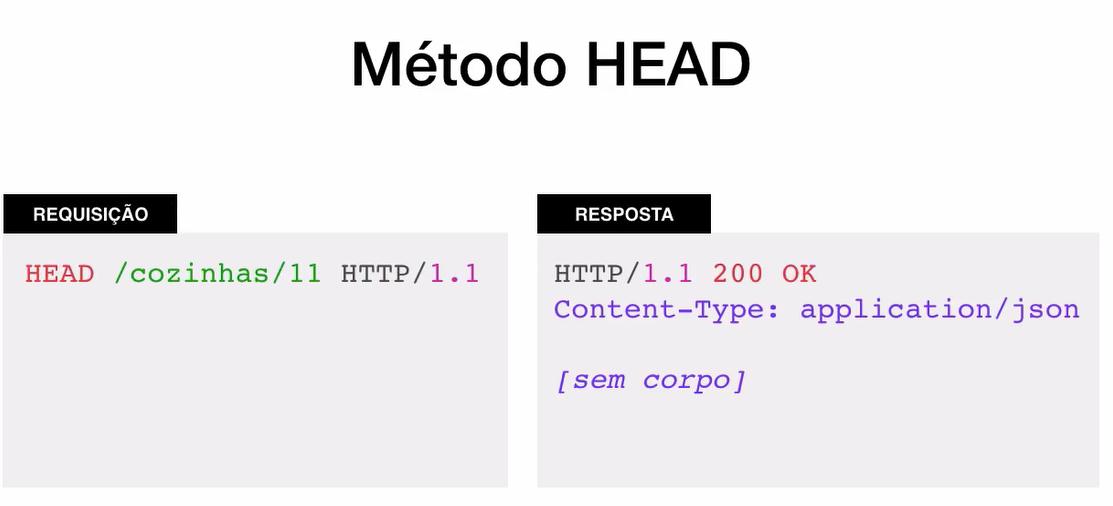 Método HEAD
REQUISIÇÃO
HEAD /cozinhas/11 HTTP/1.1
RESPOSTA
HTTP/1.1 200 OK
Content-Type: application/json
[sem corpo]